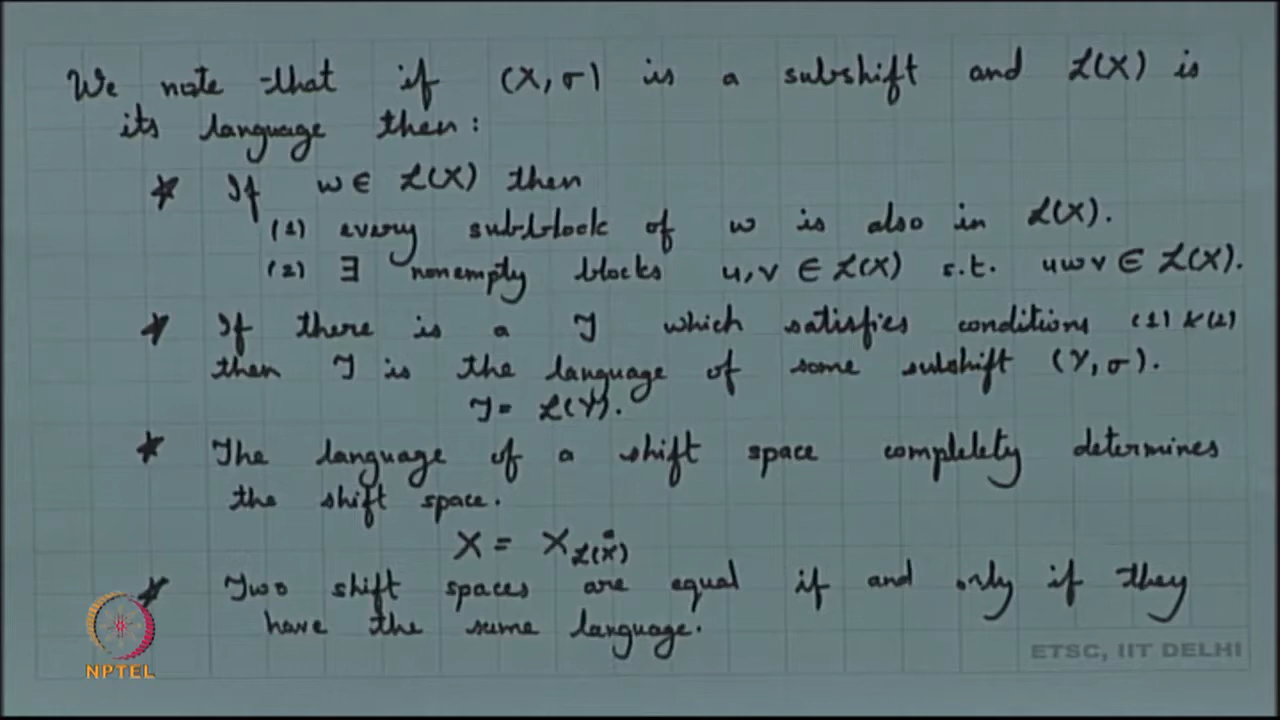 We note that if (X, σ) is a subshift and L(X) is
its language then:
★ If w ∈ L(X) then
(1) every subblock of w is also in L(X).
(2) ∃ nonempty blocks u, v ∈ L(X) s.t. uwv ∈ L(X).
★ If there is a J which satisfies conditions (1) & (2)
then J is the language of some subshift (Y, σ).
J = L(Y).
★ The language of a shift space completly determines
the shift space.
X = X_{L(X)^c}
★ Two shift spaces are equal if and only if they
have the same language.
NPTEL
ETSC, IIT DELHI